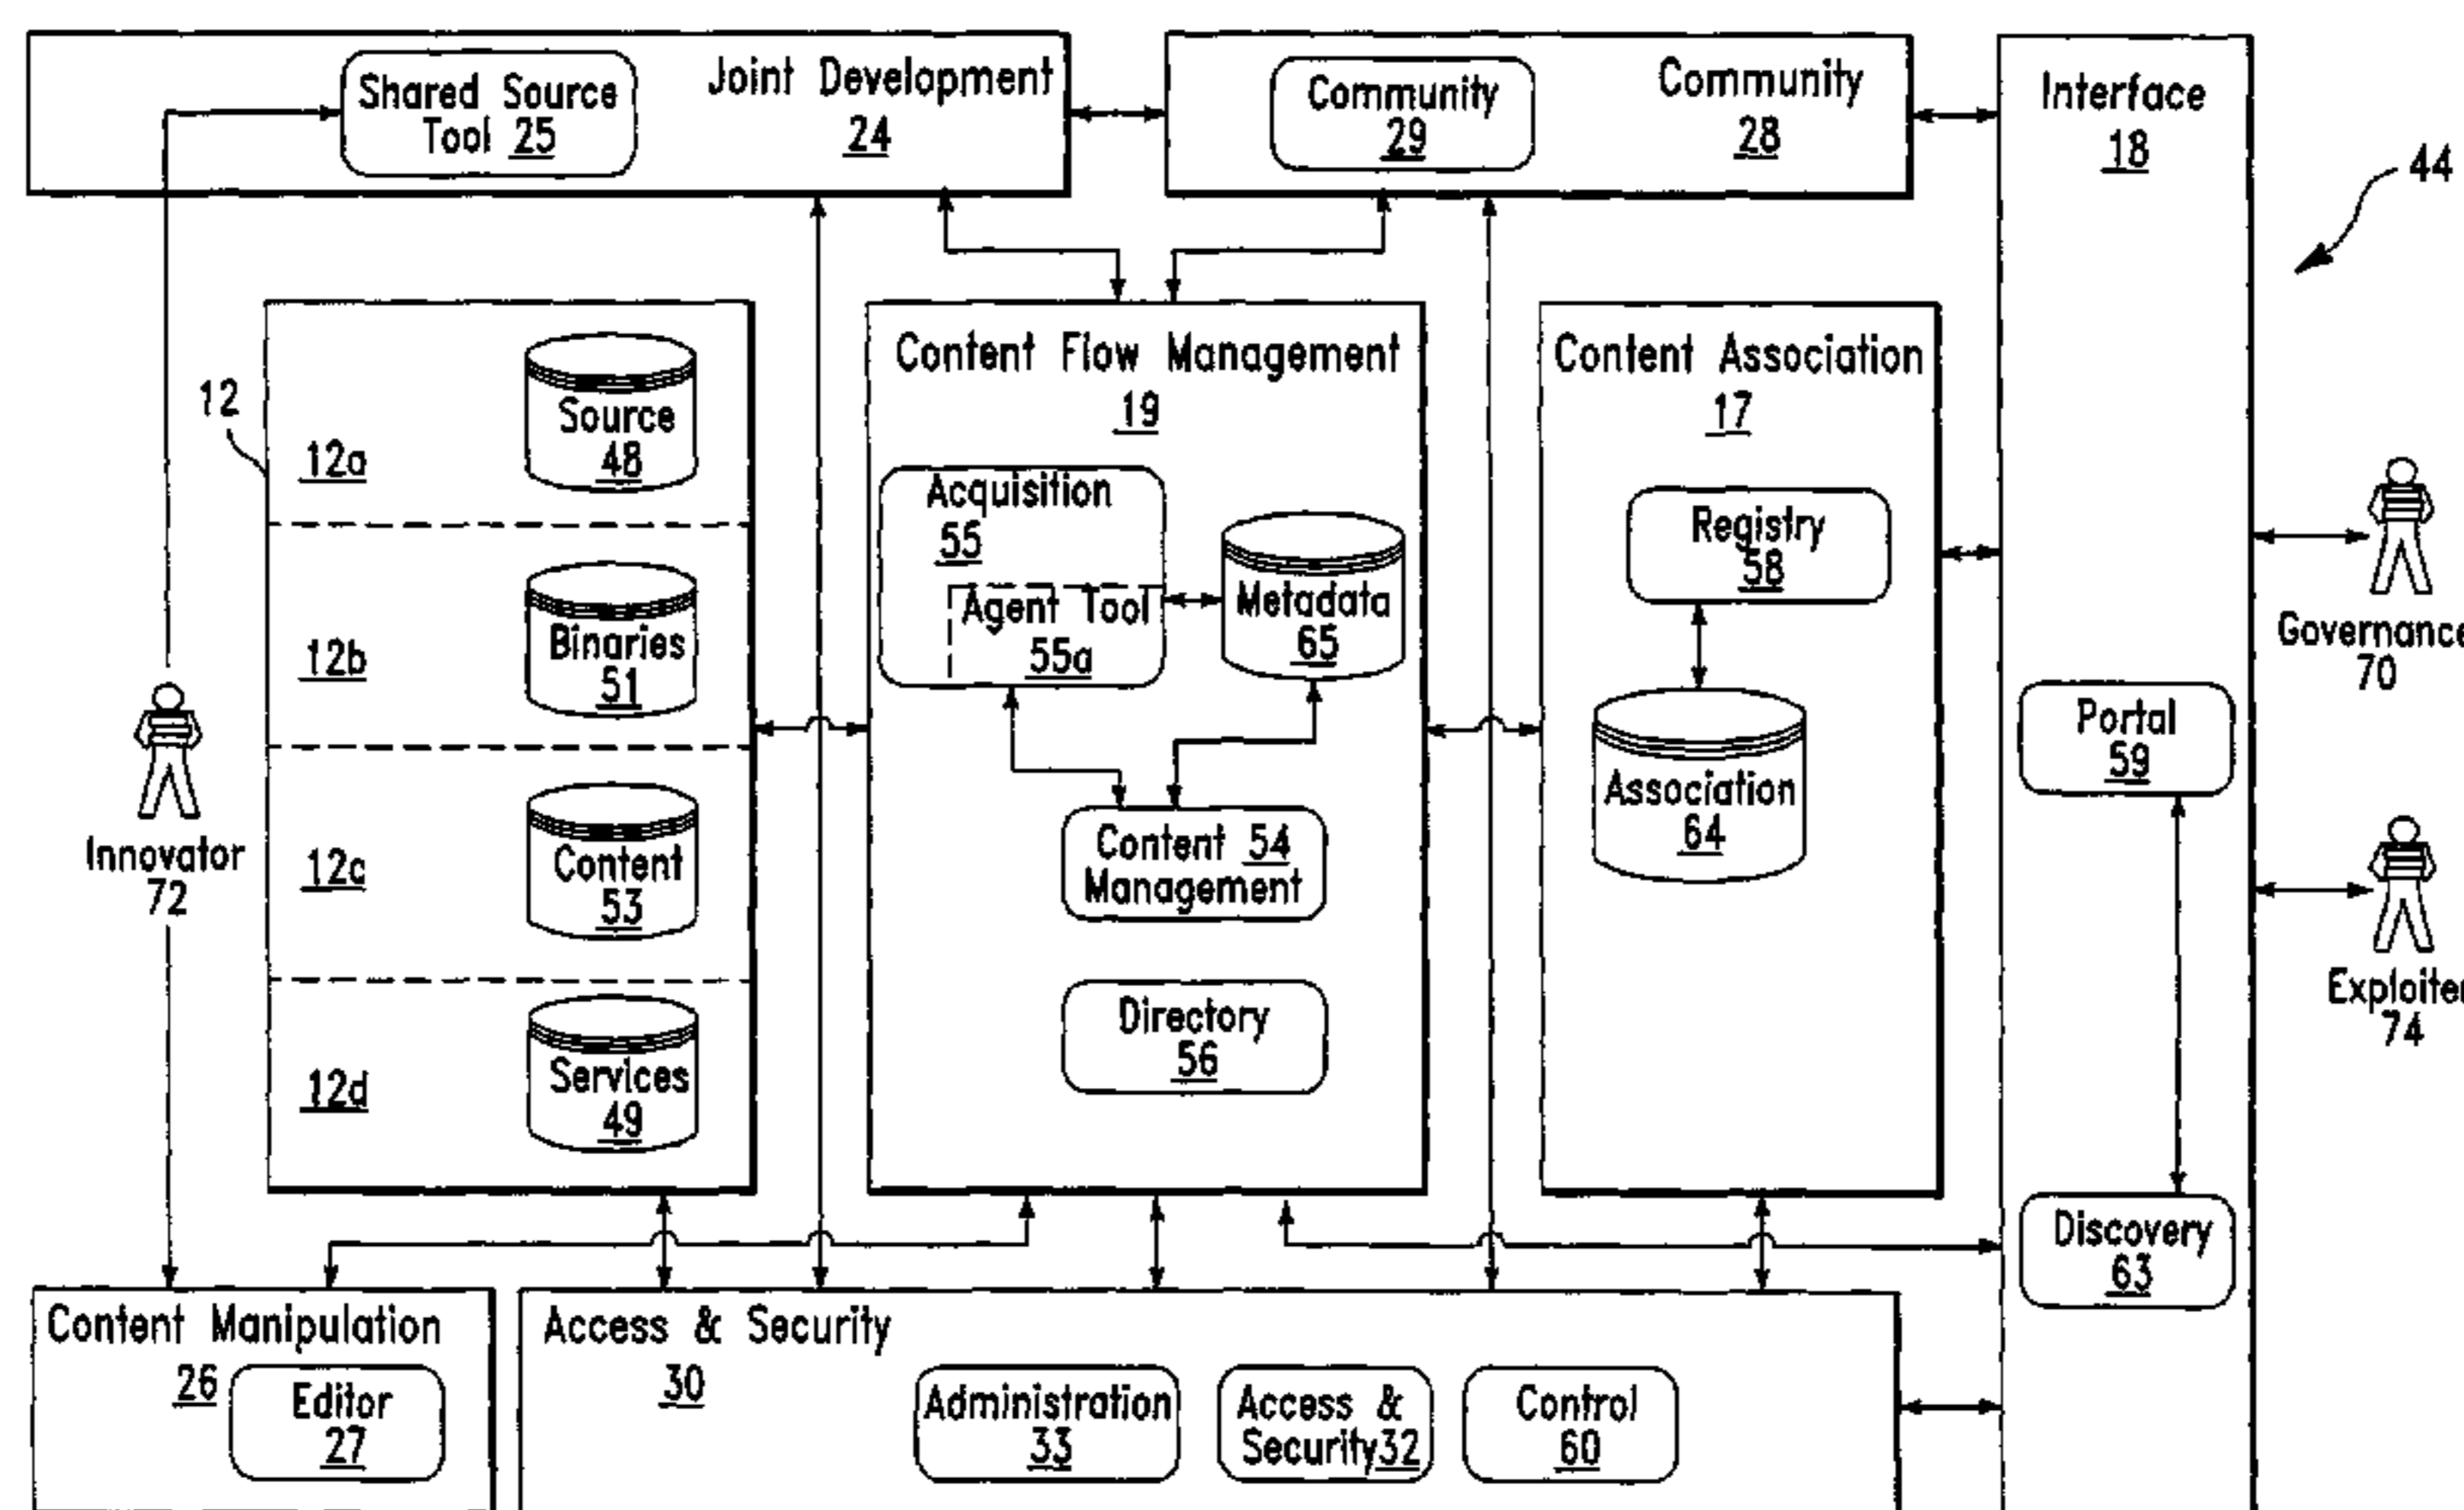 Shared Source
Tool 25
Joint Development
24
Community
29
Community
28
Interface
18
44
12
12a
Source
48
12b
Binaries
51
12c
Content
53
12d
Services
49
Content Flow Management
19
Acquisition
55
Agent Tool
55a
Metadata
65
Content 54
Management
Directory
56
Content Association
17
Registry
58
Association
64
Portal
59
Discovery
63
Governance
70
Exploiter
74
Innovator
72
Content Manipulation
26
Editor
27
Access & Security
30
Administration
33
Access &
Security32
Control
60